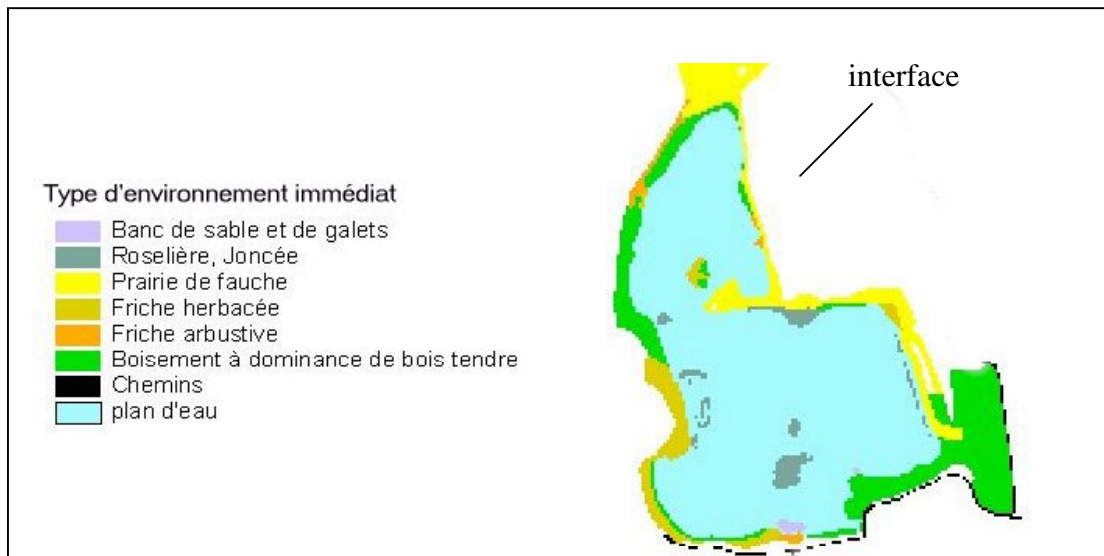 interface
Type d'environnement immédiat
Banc de sable et de galets
Roselière, Joncée
Prairie de fauche
Friche herbacée
Friche arbustive
Boisement à dominance de bois tendre
Chemins
plan d'eau